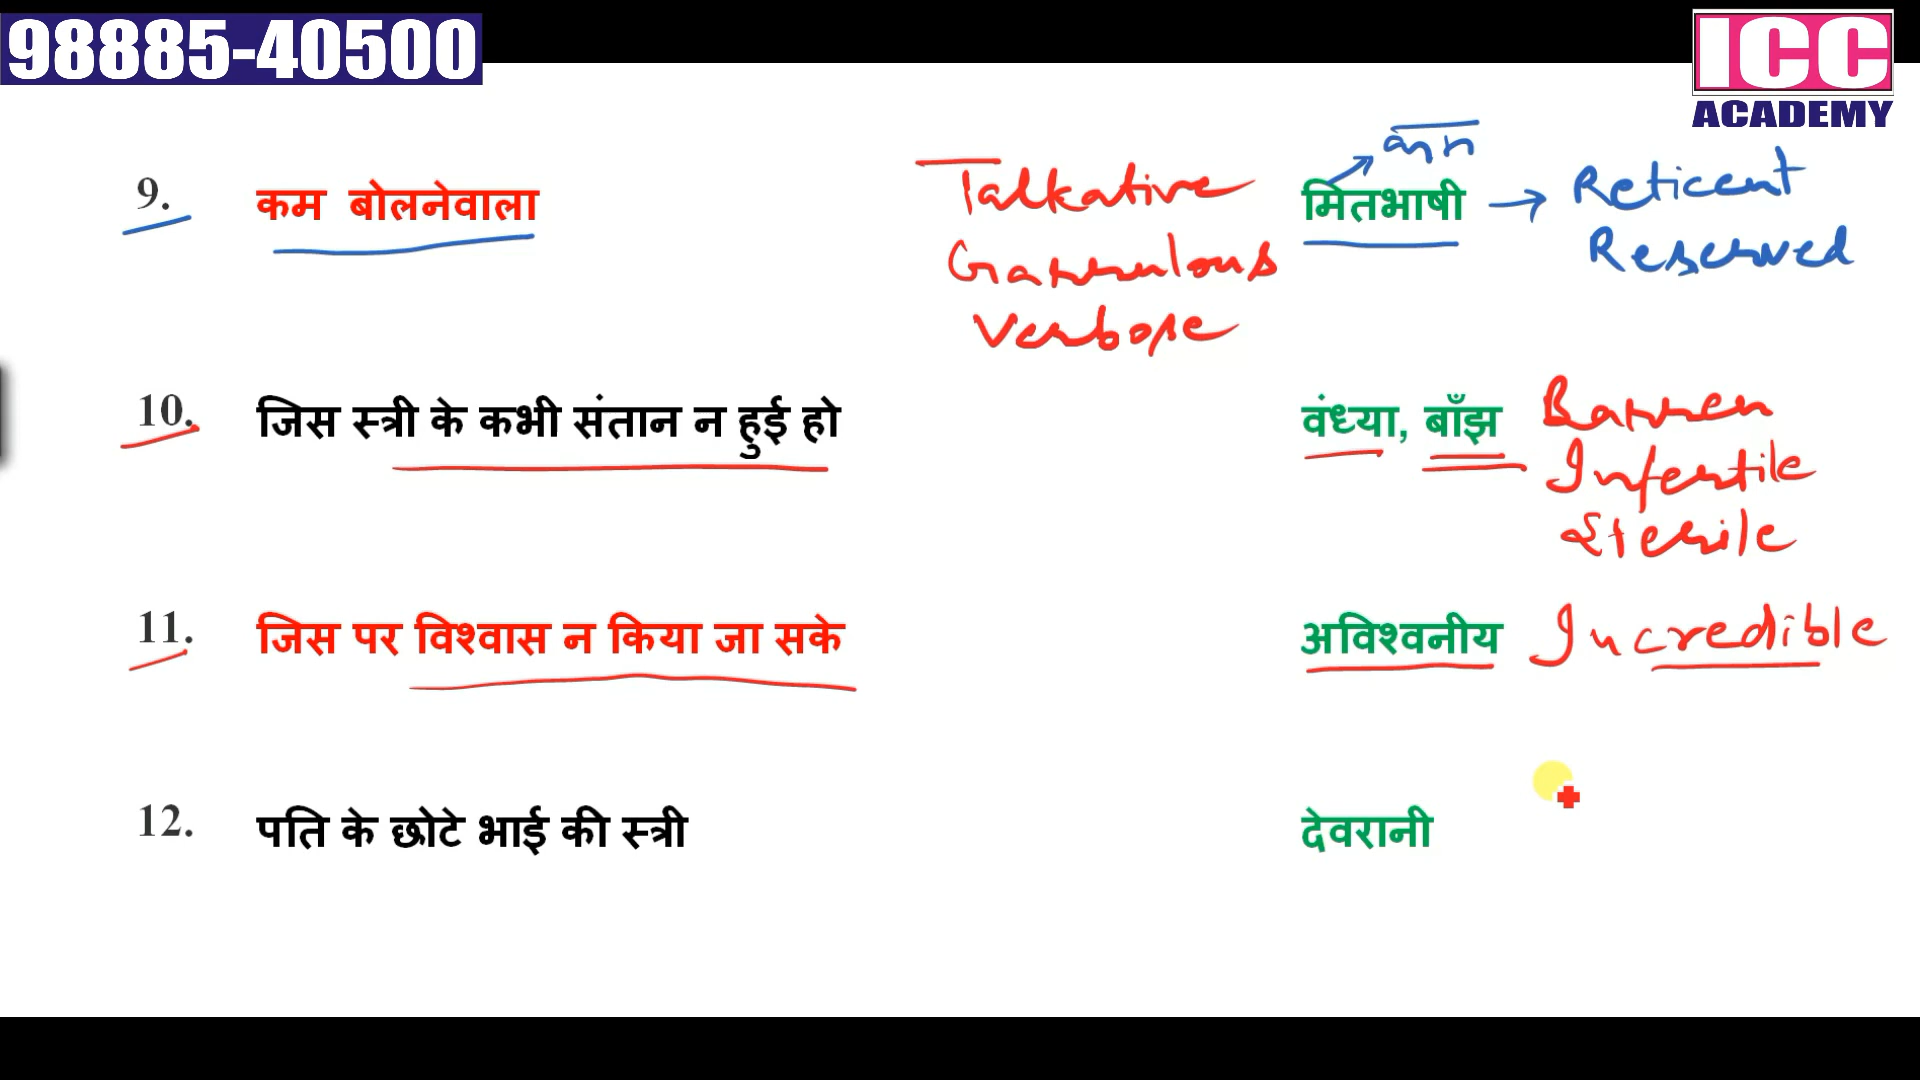 98885-40500
ICC
ACADEMY
9. कम बोलनेवाला
Talkative
Garrulous
Verbose
कम
मितभाषी → Reticent
Reserved
10. जिस स्त्री के कभी संतान न हुई हो
वंध्या, बाँझ Barren
Infertile
Sterile
11. जिस पर विश्वास न किया जा सके
अविश्वनीय Incredible
12. पति के छोटे भाई की स्त्री
देवरानी